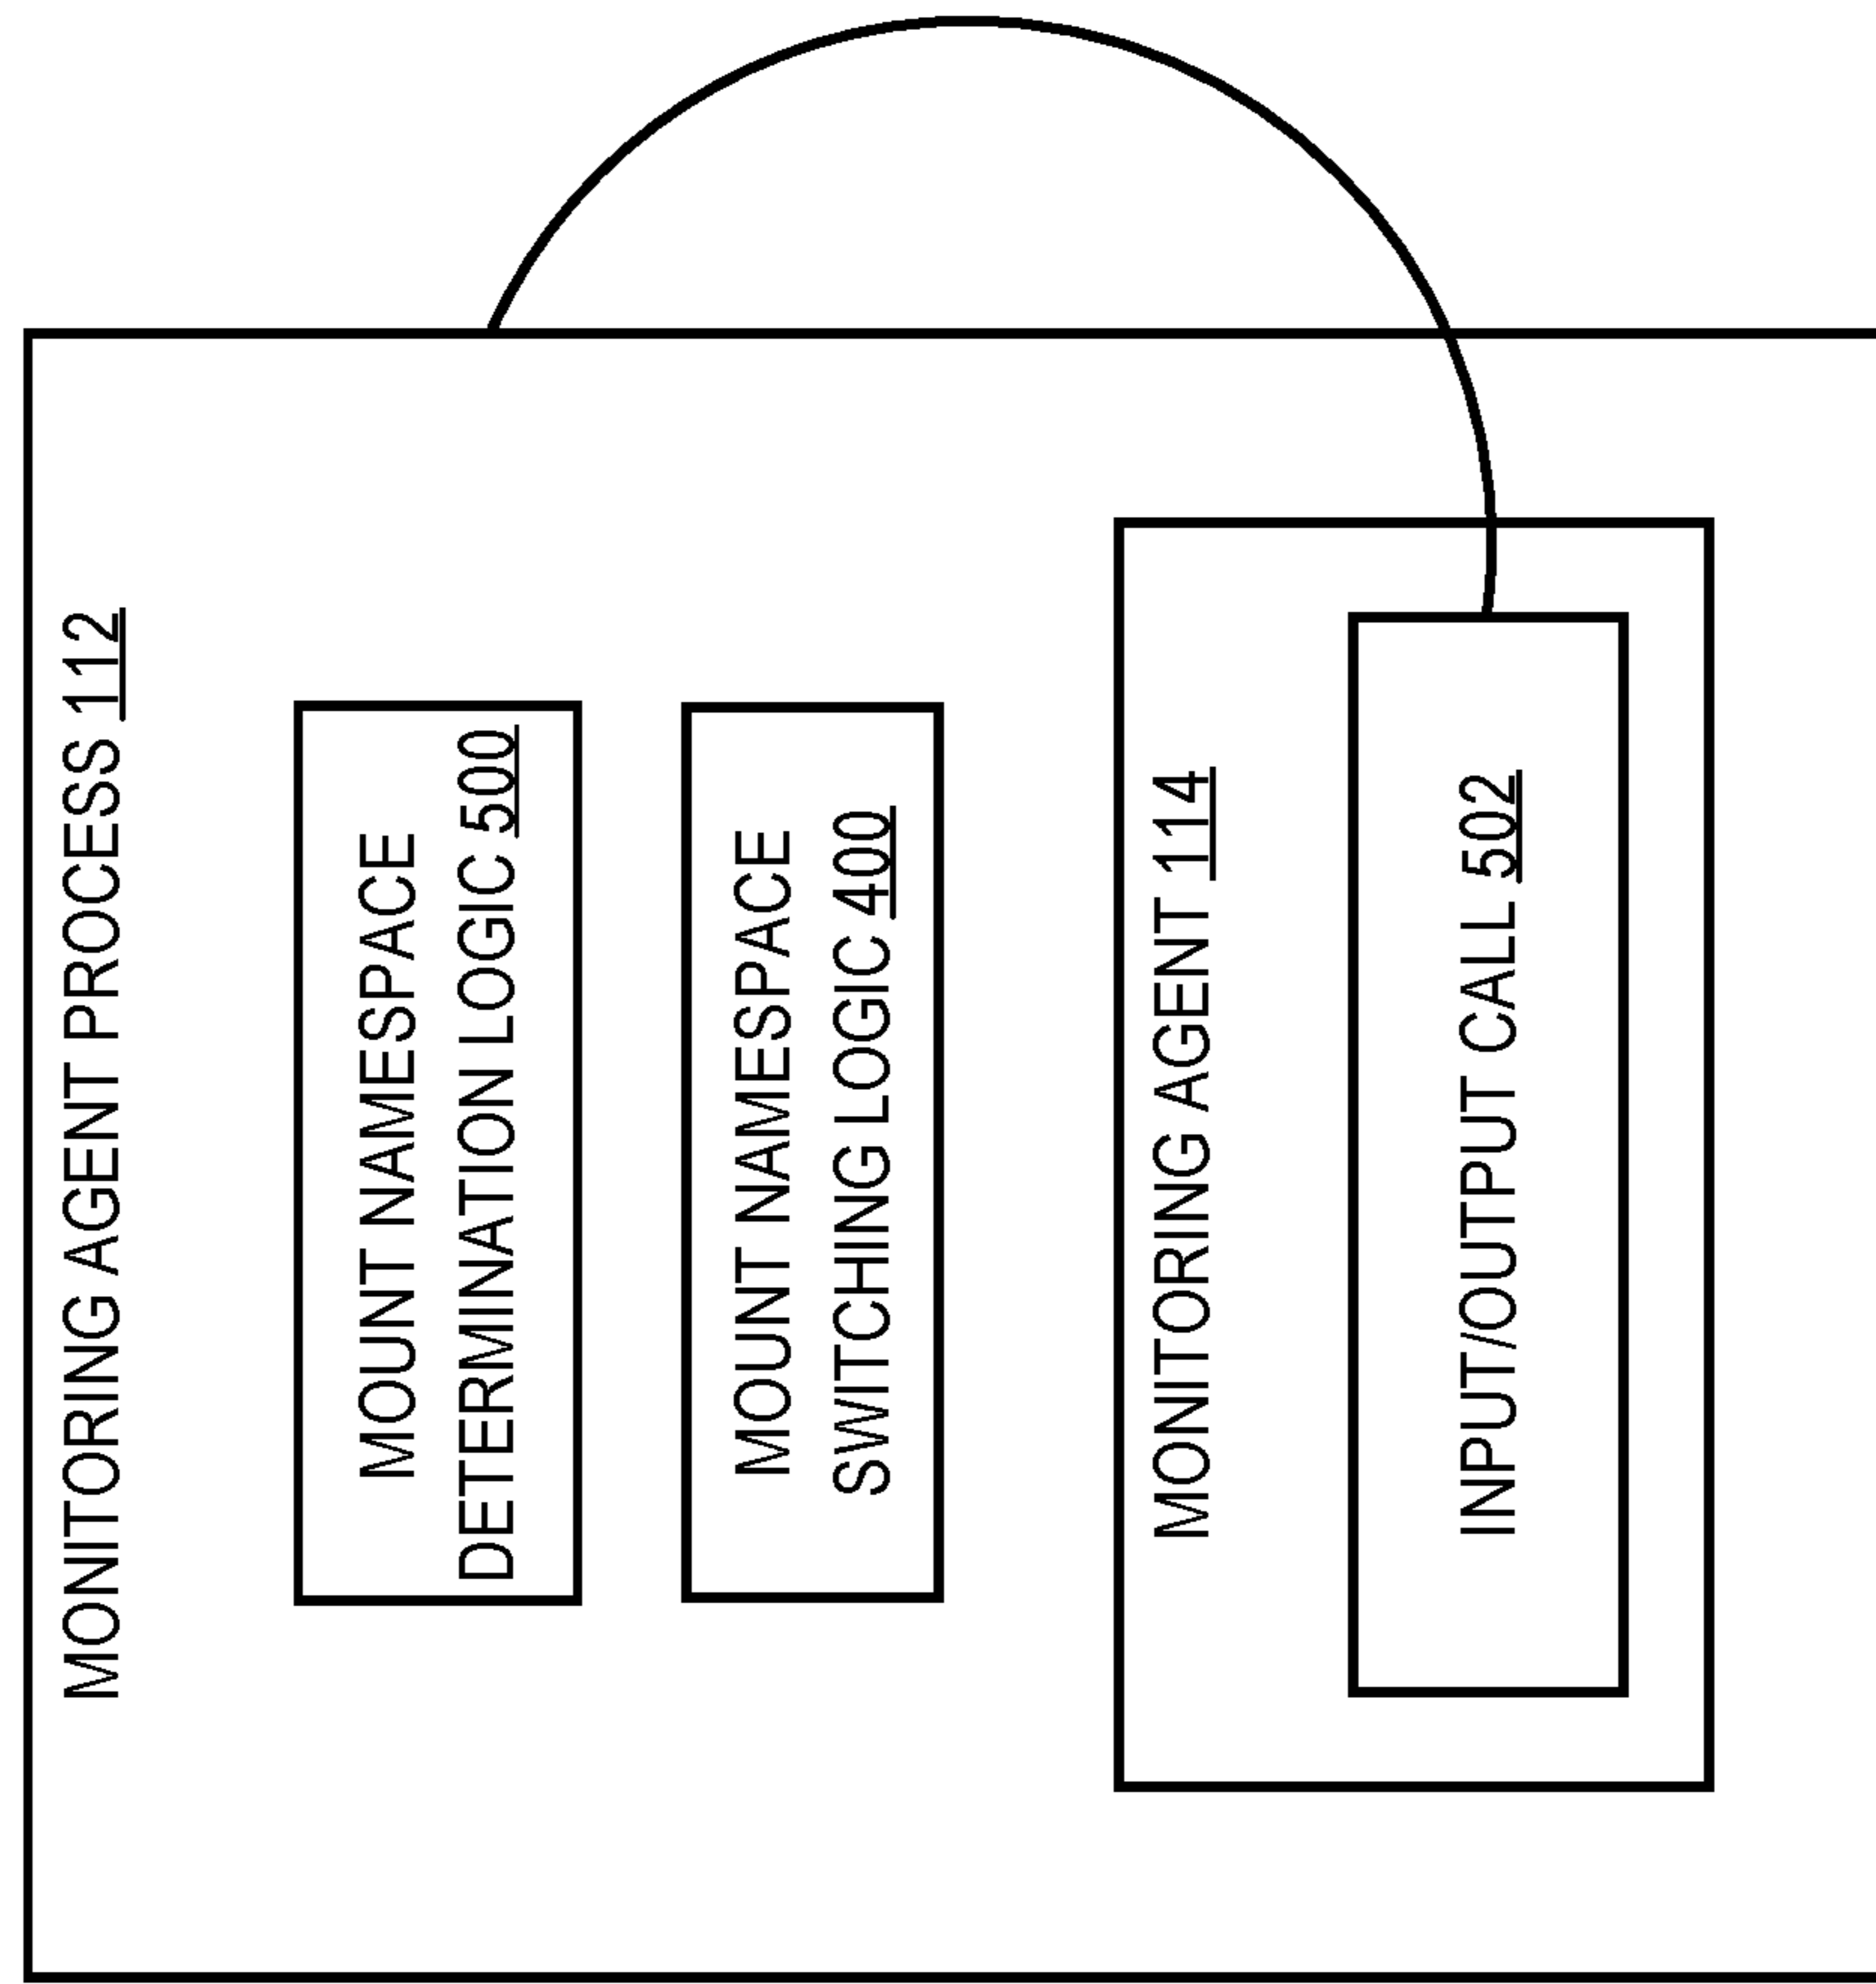 MONITORING AGENT PROCESS 112
MOUNT NAMESPACE
DETERMINATION LOGIC 500
MOUNT NAMESPACE
SWITCHING LOGIC 400
MONITORING AGENT 114
INPUT/OUTPUT CALL 502